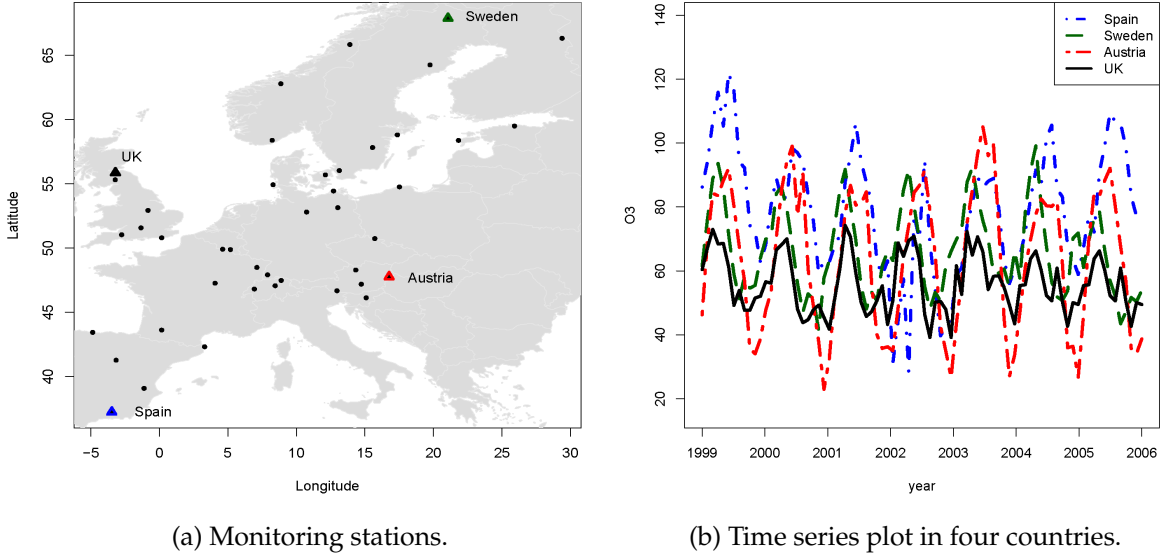 Sweden
UK
Austria
Spain
65
60
55
50
45
40
Latitude
−5 0 5 10 15 20 25 30
Longitude
(a) Monitoring stations.
140
120
100
80
60
40
20
O3
Spain
Sweden
Austria
UK
1999 2000 2001 2002 2003 2004 2005 2006
year
(b) Time series plot in four countries.